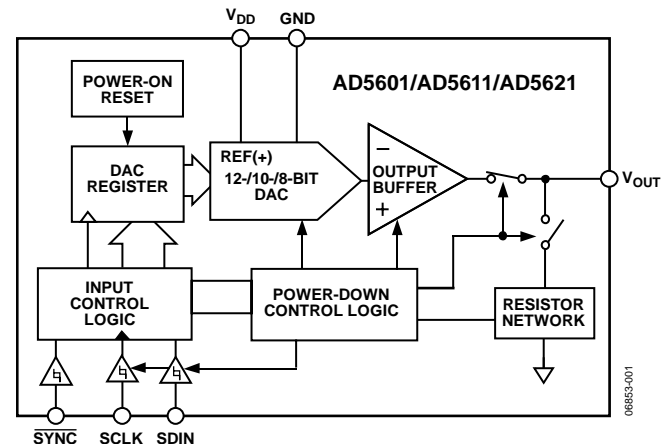 VDD GND
POWER-ON
RESET
AD5601/AD5611/AD5621
DAC
REGISTER
REF(+)
12-/10-/8-BIT
DAC
−
OUTPUT
BUFFER
+
VOUT
INPUT
CONTROL
LOGIC
POWER-DOWN
CONTROL LOGIC
RESISTOR
NETWORK
SYNC SCLK SDIN
06853-001